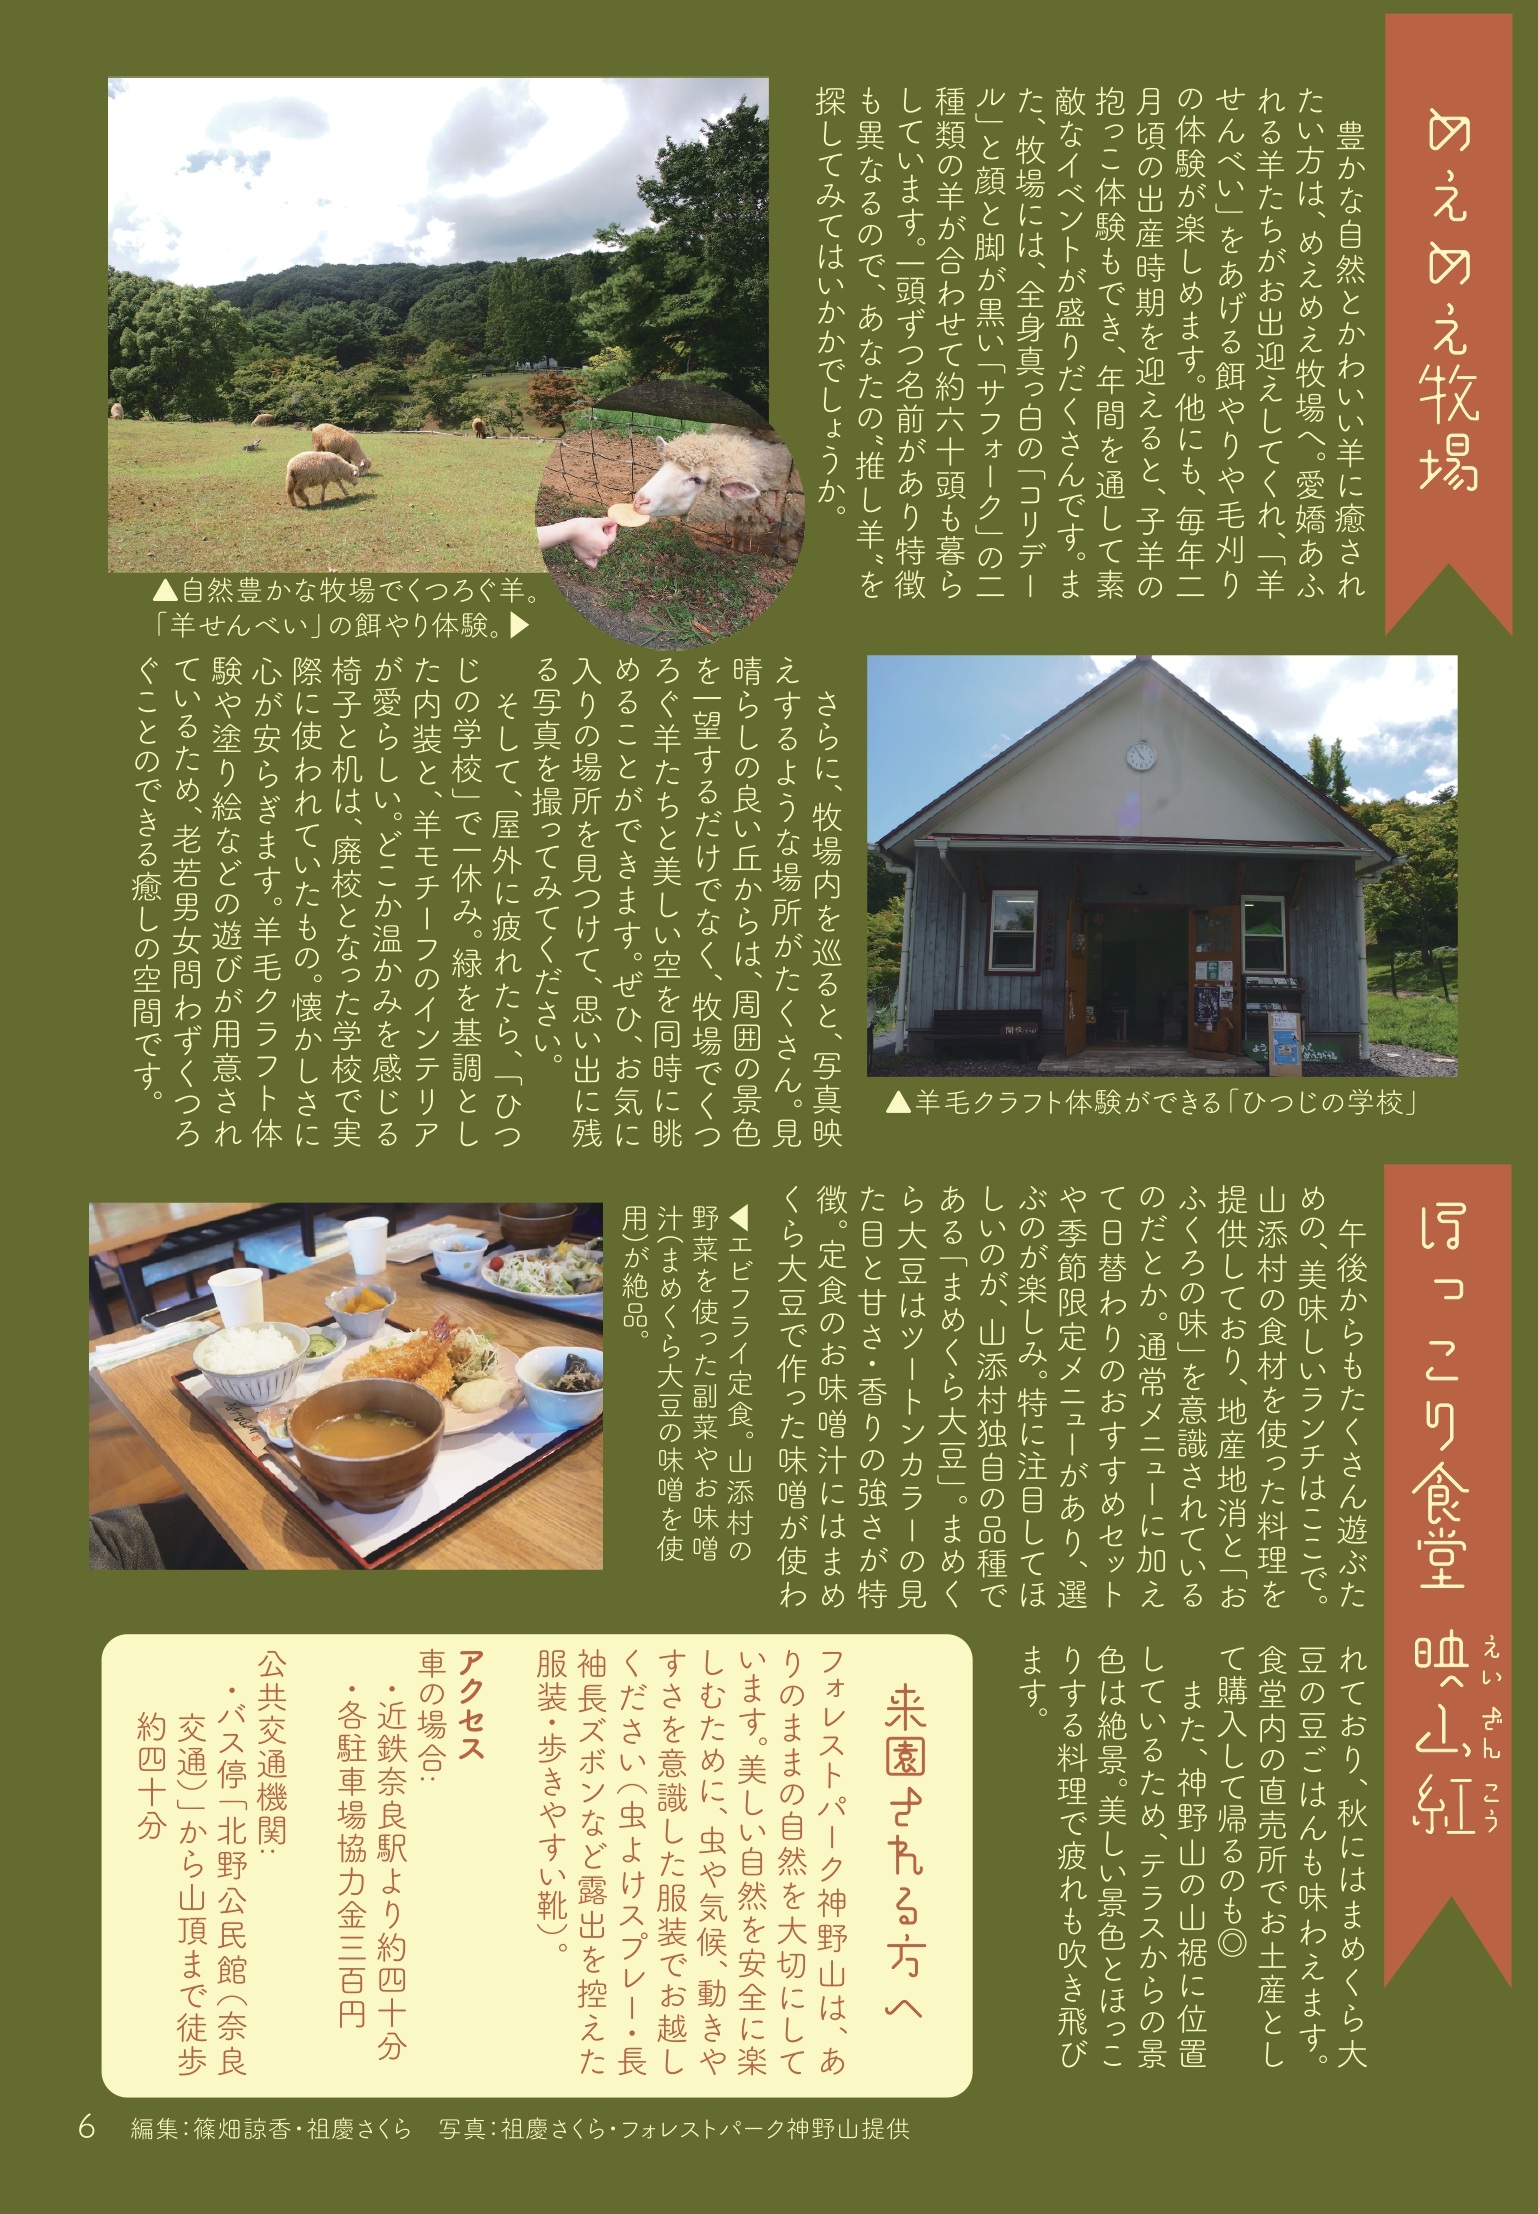 めえめえ牧場
豊かな自然とかわいい羊に癒され
たい方は、めえめえ牧場へ。愛嬌あふ
れる羊たちがお出迎えしてくれ、「羊
せんべい」をあげる餌やりや毛刈り
の体験が楽しめます。他にも、毎年二
月頃の出産時期を迎えると、子羊の
抱っこ体験もでき、年間を通して素
敵なイベントが盛りだくさんです。ま
た、牧場には、全身真っ白の「コリデー
ル」と顔と脚が黒い「サフォーク」の二
種類の羊が合わせて約六十頭も暮ら
しています。一頭ずつ名前があり特徴
も異なるので、あなたの〝推し羊〟を
探してみてはいかかでしょうか。
▲自然豊かな牧場でくつろぐ羊。
「羊せんべい」の餌やり体験。▶
▲羊毛クラフト体験ができる「ひつじの学校」
さらに、牧場内を巡ると、写真映
えするような場所がたくさん。見
晴らしの良い丘からは、周囲の景色
を一望するだけでなく、牧場でくつ
ろぐ羊たちと美しい空を同時に眺
めることができます。ぜひ、お気に
入りの場所を見つけて、思い出に残
る写真を撮ってみてください。
そして、屋外に疲れたら、「ひつ
じの学校」で一休み。緑を基調とし
た内装と、羊モチーフのインテリア
が愛らしい。どこか温かみを感じる
椅子と机は、廃校となった学校で実
際に使われていたもの。懐かしさに
心が安らぎます。羊毛クラフト体
験や塗り絵などの遊びが用意され
ているため、老若男女問わずくつろ
ぐことのできる癒しの空間です。
ほっこり食堂 映山紅
えいざんこう
午後からもたくさん遊ぶた
めの、美味しいランチはここで。
山添村の食材を使った料理を
提供しており、地産地消と「お
ふくろの味」を意識されている
のだとか。通常メニューに加え
て日替わりのおすすめセット
や季節限定メニューがあり、選
ぶのが楽しみ。特に注目してほ
しいのが、山添村独自の品種で
ある「まめくら大豆」。まめく
ら大豆はツートンカラーの見
た目と甘さ・香りの強さが特
徴。定食のお味噌汁にはまめ
くら大豆で作った味噌が使わ
れており、秋にはまめくら大
豆の豆ごはんも味わえます。
食堂内の直売所でお土産とし
て購入して帰るのも◎
また、神野山の山裾に位置
しているため、テラスからの景
色は絶景。美しい景色とほっこ
りする料理で疲れも吹き飛び
ます。
◀エビフライ定食。山添村の
野菜を使った副菜やお味噌
汁(まめくら大豆の味噌を使
用)が絶品。
来園される方へ
フォレストパーク神野山は、あ
りのままの自然を大切にして
います。美しい自然を安全に楽
しむために、虫や気候、動きや
すさを意識した服装でお越し
ください(虫よけスプレー・長
袖長ズボンなど露出を控えた
服装・歩きやすい靴)。
アクセス
車の場合:
・近鉄奈良駅より約四十分
・各駐車場協力金三百円
公共交通機関:
・バス停「北野公民館(奈良
交通)」から山頂まで徒歩
約四十分
6 編集:篠畑諒香・祖慶さくら 写真:祖慶さくら・フォレストパーク神野山提供